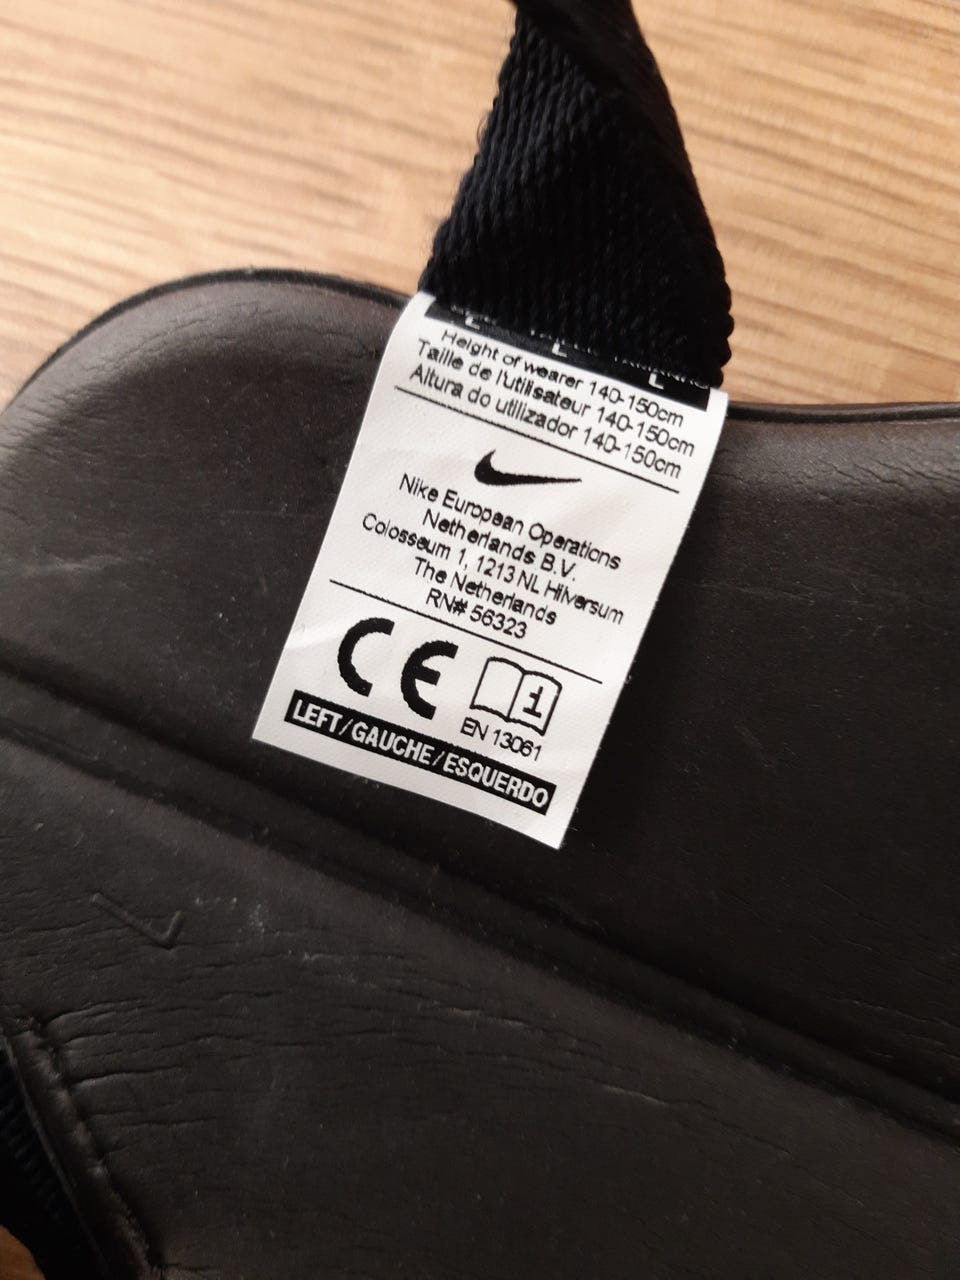 L L L
Height of wearer 140-150cm
Taille de l'utilisateur 140-150cm
Altura do utilizador 140-150cm
Nike European Operations
Netherlands B.V.
Colosseum 1, 1213 NL Hilversum
The Netherlands
RN# 56323
CE
EN 13061
LEFT/GAUCHE/ESQUERDO
L